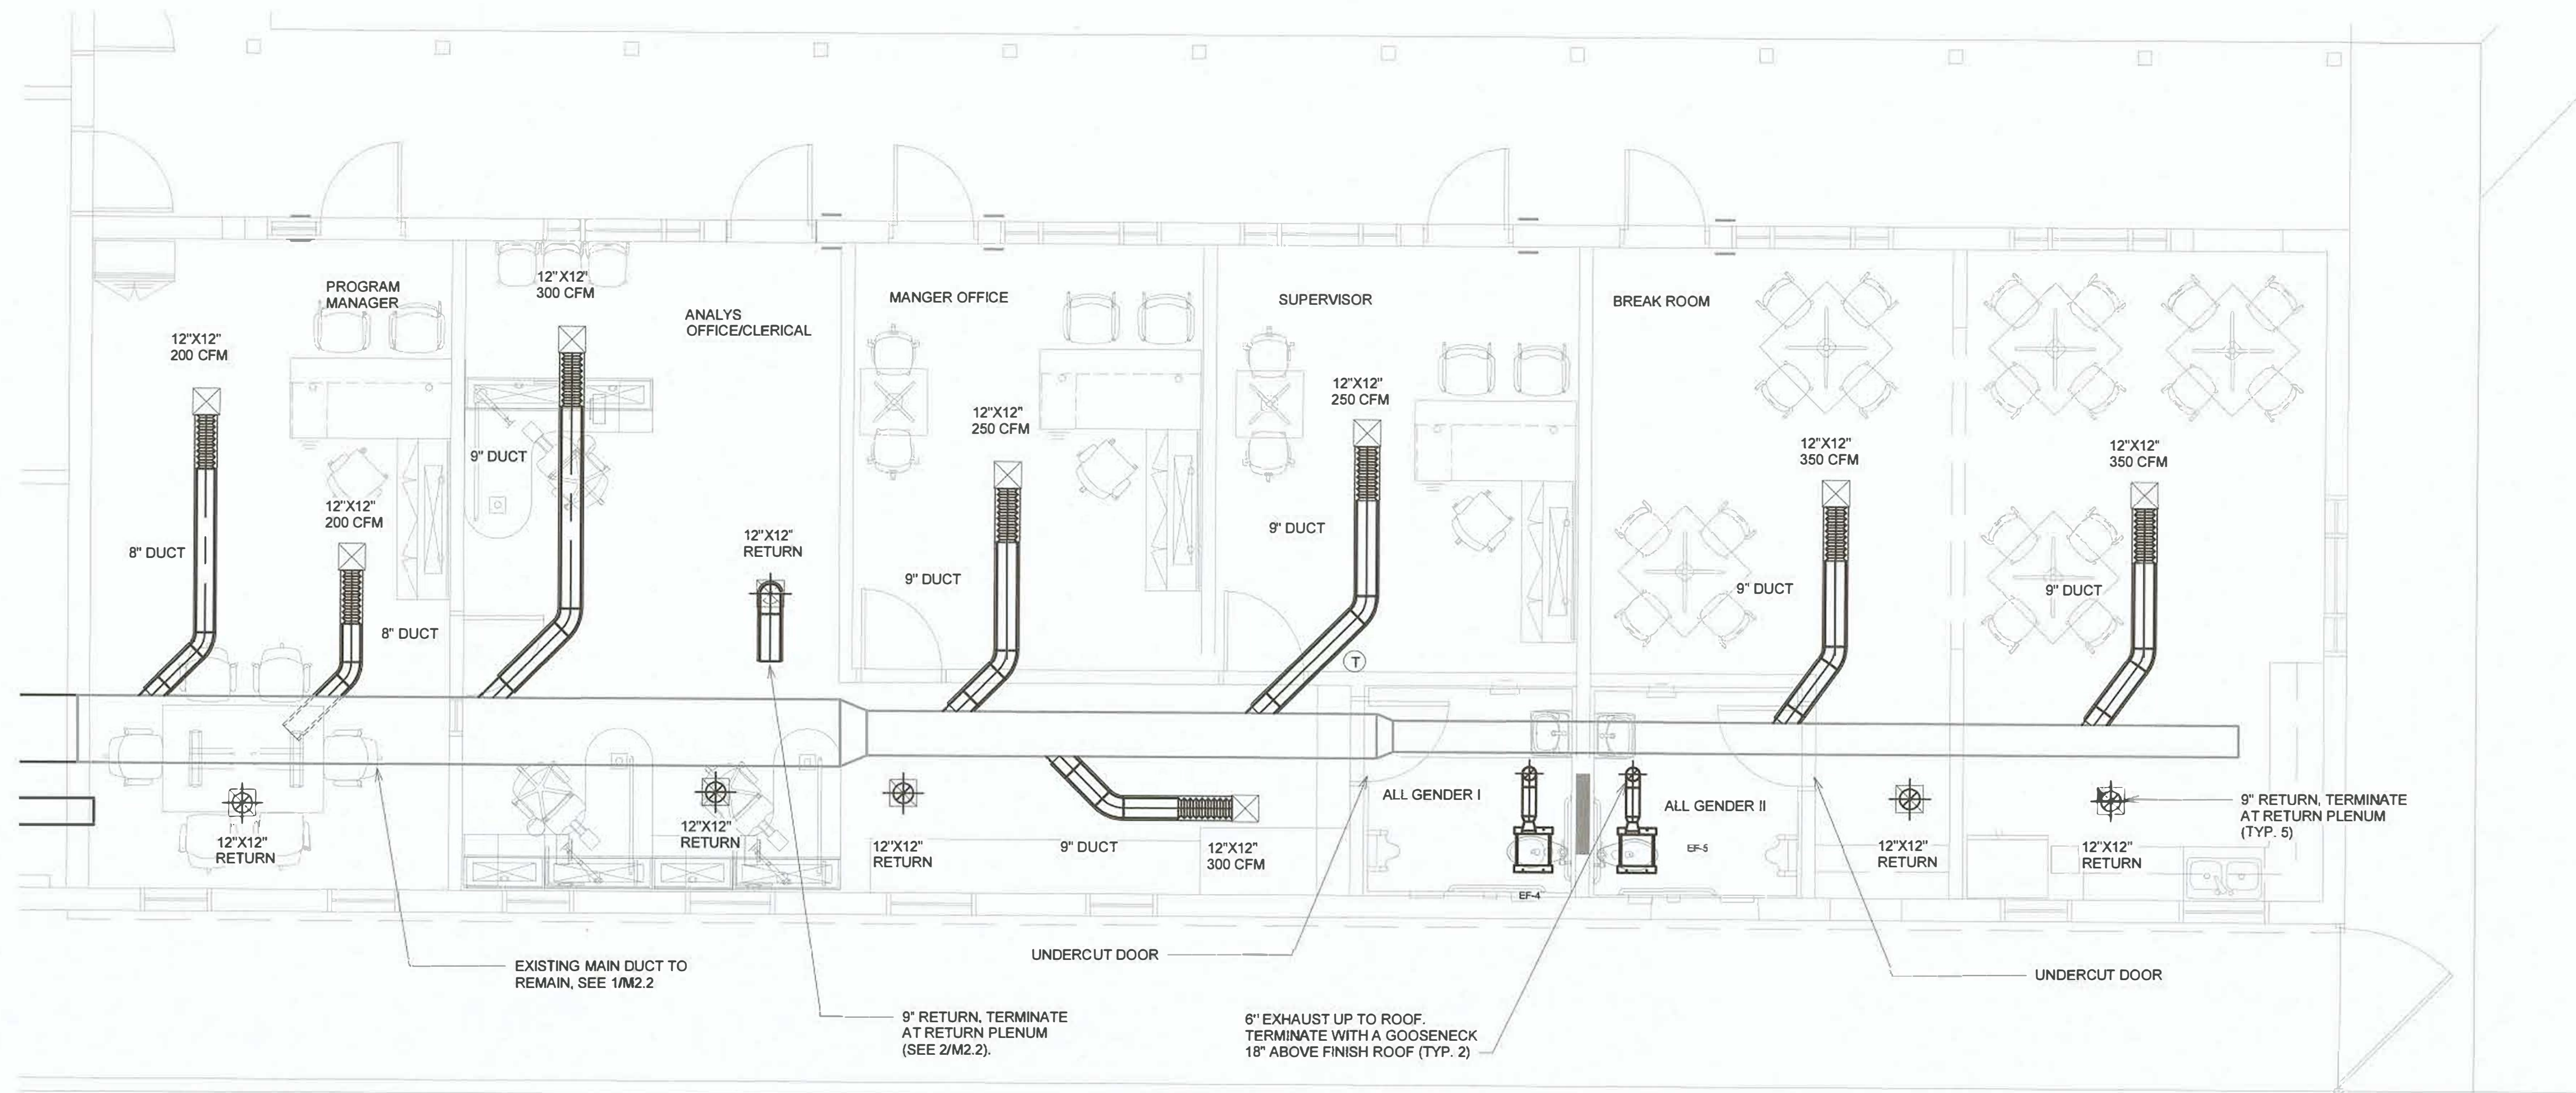 PROGRAM
MANAGER
12"X12"
200 CFM
12"X12"
200 CFM
8" DUCT
8" DUCT
12"X12"
300 CFM
ANALYS
OFFICE/CLERICAL
9" DUCT
12"X12"
RETURN
MANGER OFFICE
12"X12"
250 CFM
9" DUCT
SUPERVISOR
12"X12"
250 CFM
9" DUCT
T
BREAK ROOM
12"X12"
350 CFM
9" DUCT
12"X12"
350 CFM
9" DUCT
12"X12"
RETURN
12"X12"
RETURN
12"X12"
RETURN
9" DUCT
12"X12"
300 CFM
ALL GENDER I
EF-4
ALL GENDER II
EF-5
12"X12"
RETURN
12"X12"
RETURN
9" RETURN, TERMINATE
AT RETURN PLENUM
(TYP. 5)
EXISTING MAIN DUCT TO
REMAIN, SEE 1/M2.2
9" RETURN, TERMINATE
AT RETURN PLENUM
(SEE 2/M2.2).
UNDERCUT DOOR
6" EXHAUST UP TO ROOF.
TERMINATE WITH A GOOSENECK
18" ABOVE FINISH ROOF (TYP. 2)
UNDERCUT DOOR